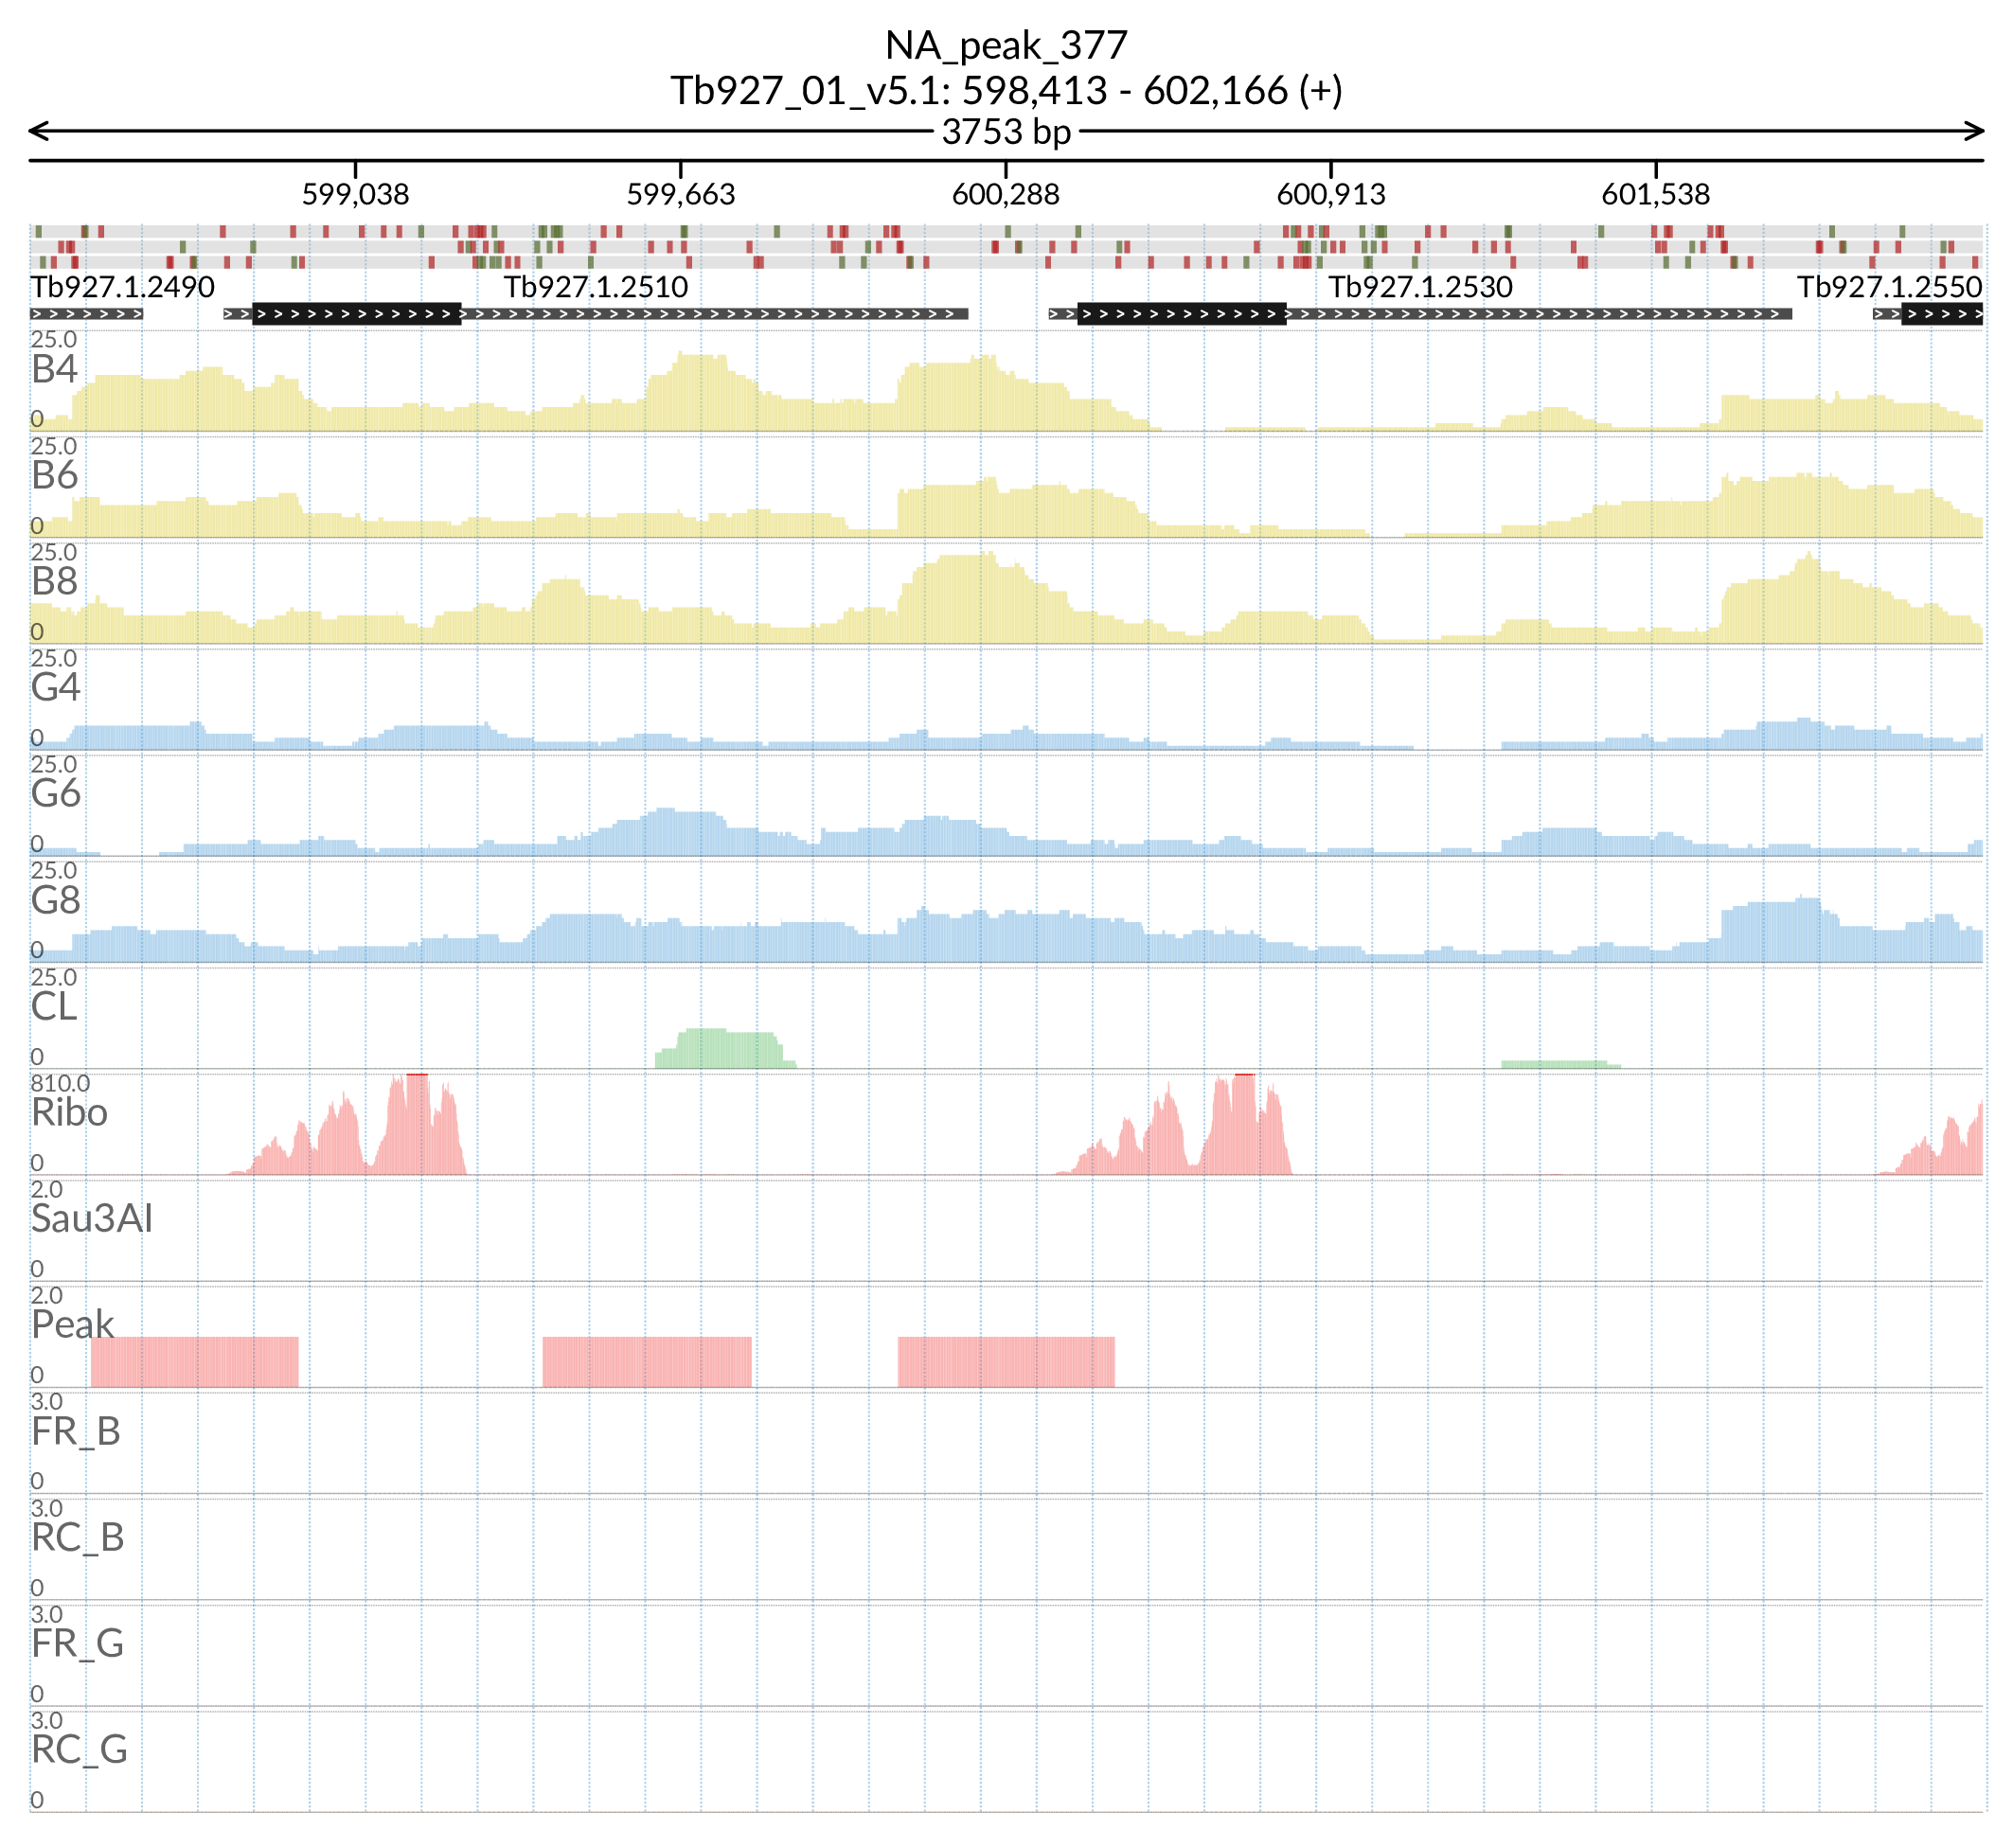 NA_peak_377
Tb927_01_v5.1: 598,413 - 602,166 (+)
3753 bp
599,038 599,663 600,288 600,913 601,538
Tb927.1.2490 Tb927.1.2510 Tb927.1.2530 Tb927.1.2550
25.0
B4
0
25.0
B6
0
25.0
B8
0
25.0
G4
0
25.0
G6
0
25.0
G8
0
25.0
CL
0
810.0
Ribo
0
2.0
Sau3AI
0
2.0
Peak
0
3.0
FR_B
0
3.0
RC_B
0
3.0
FR_G
0
3.0
RC_G
0